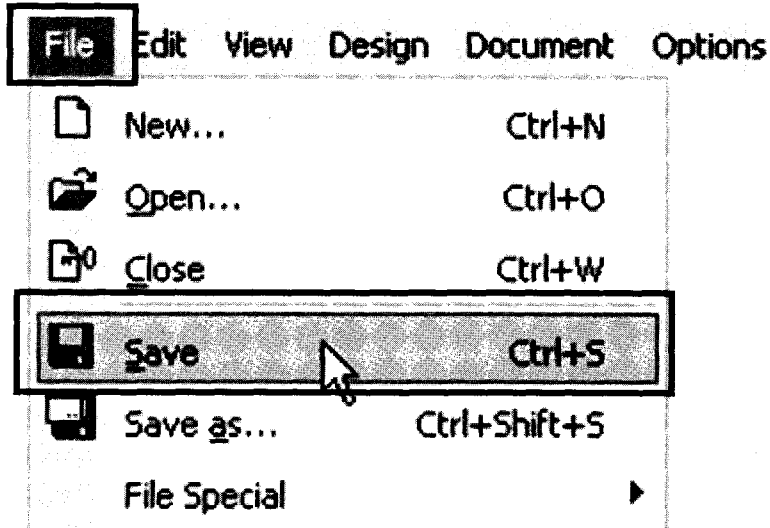 File Edit View Design Document Options
New... Ctrl+N
Open... Ctrl+O
Close Ctrl+W
Save Ctrl+S
Save as... Ctrl+Shift+S
File Special